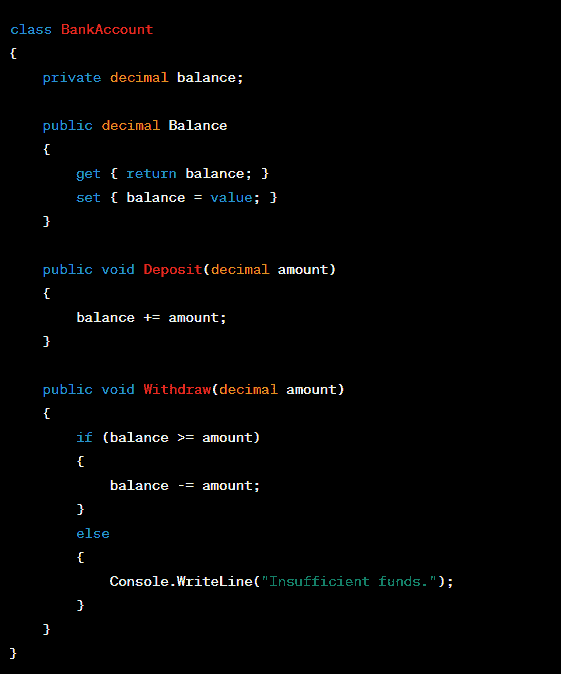 class BankAccount
{
    private decimal balance;

    public decimal Balance
    {
        get { return balance; }
        set { balance = value; }
    }

    public void Deposit(decimal amount)
    {
        balance += amount;
    }

    public void Withdraw(decimal amount)
    {
        if (balance >= amount)
        {
            balance -= amount;
        }
        else
        {
            Console.WriteLine("Insufficient funds.");
        }
    }
}